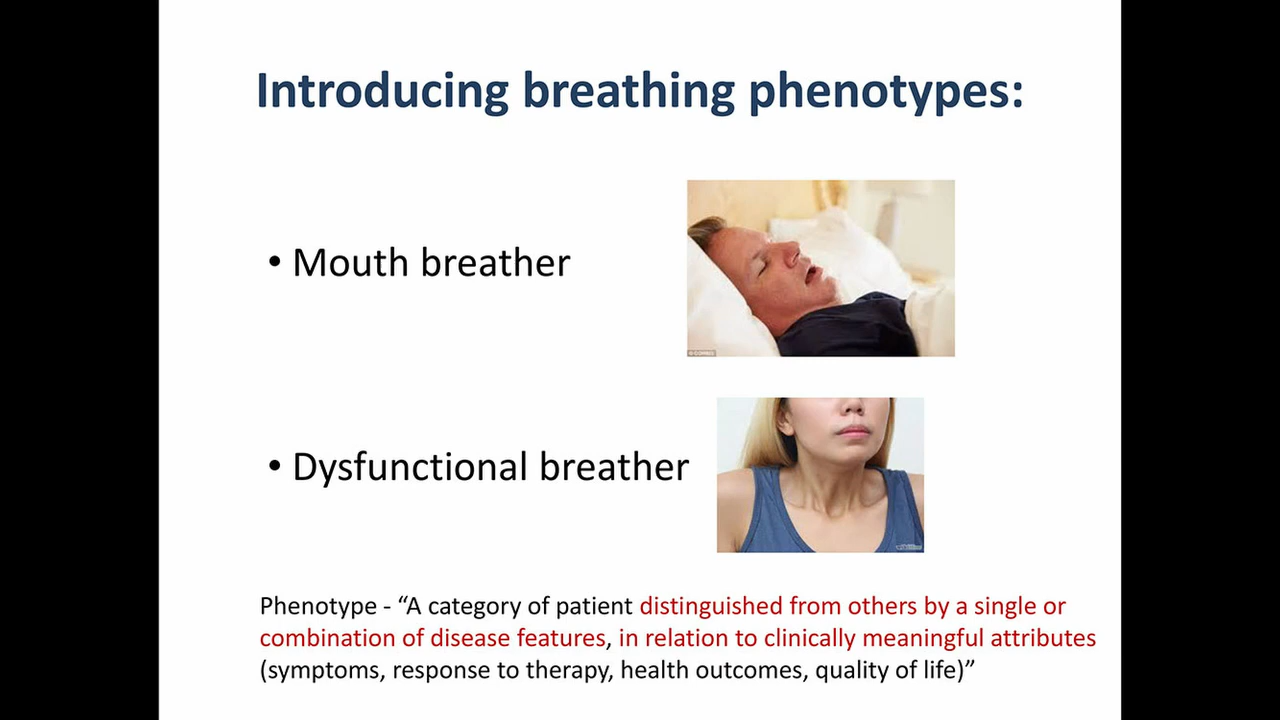 Introducing breathing phenotypes:
• Mouth breather
• Dysfunctional breather
Phenotype - “A category of patient distinguished from others by a single or
combination of disease features, in relation to clinically meaningful attributes
(symptoms, response to therapy, health outcomes, quality of life)”